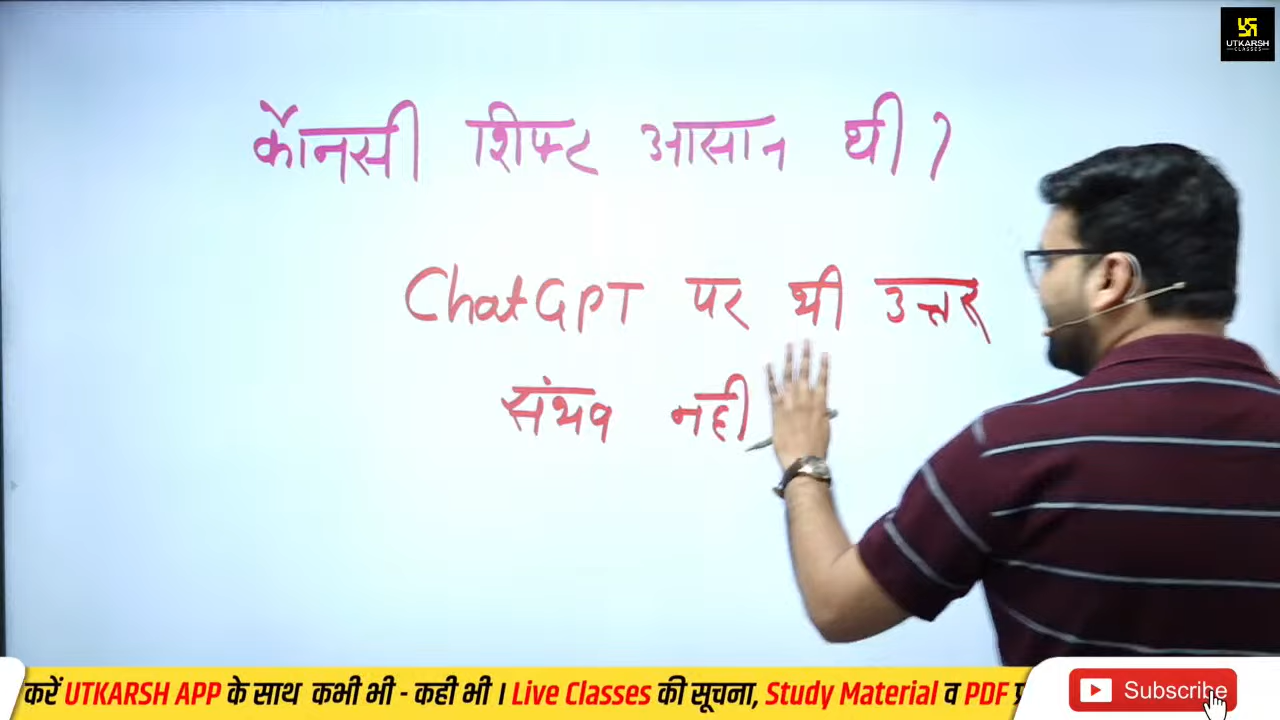 UTKARSH
CLASSES
कौनसी शिफ्ट आसान थी ?
ChatGPT पर भी उत्तर
संभव नही
करें UTKARSH APP के साथ कभी भी - कही भी । Live Classes की सूचना, Study Material व PDF
Subscribe